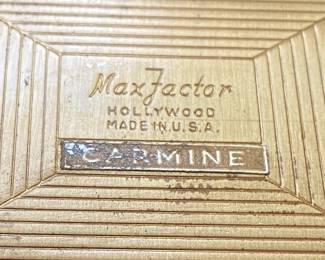 Max Factor
HOLLYWOOD
MADE IN U.S.A.
CARMINE